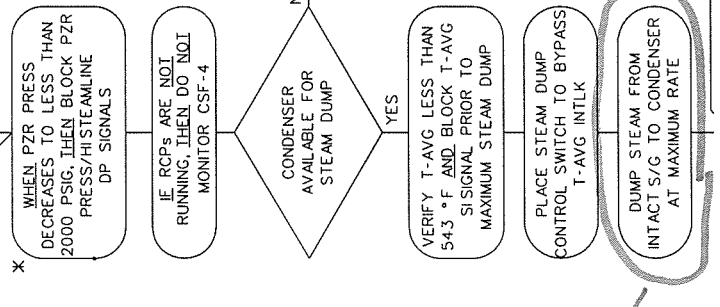 *
WHEN PZR PRESS
DECREASES TO LESS THAN
2000 PSIG, THEN BLOCK PZR
PRESS/HISTEAMLINE
DP SIGNALS
IF RCPs ARE NOT
RUNNING, THEN DO NOT
MONITOR CSF-4
CONDENSER
AVAILABLE FOR
STEAM DUMP
N
YES
VERIFY T-AVG LESS THAN
543 °F AND BLOCK T-AVG
SI SIGNAL PRIOR TO
MAXIMUM STEAM DUMP
PLACE STEAM DUMP
CONTROL SWITCH TO BYPASS
T-AVG INTLK
DUMP STEAM FROM
INTACT S/G TO CONDENSER
AT MAXIMUM RATE